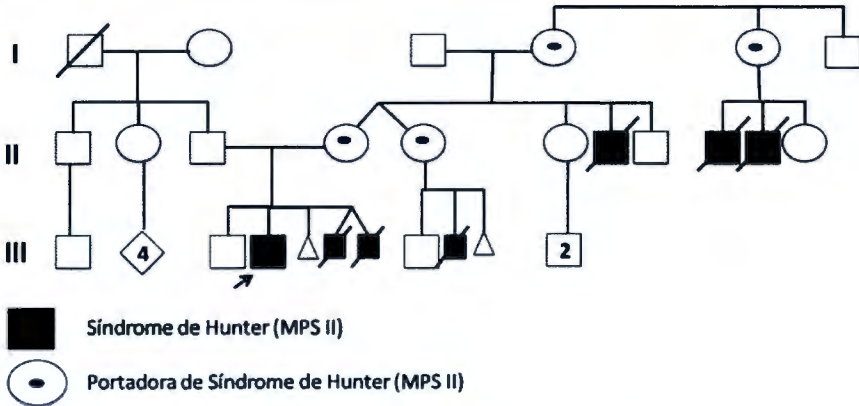 I
II
III
4
2
Síndrome de Hunter (MPS II)
Portadora de Síndrome de Hunter (MPS II)